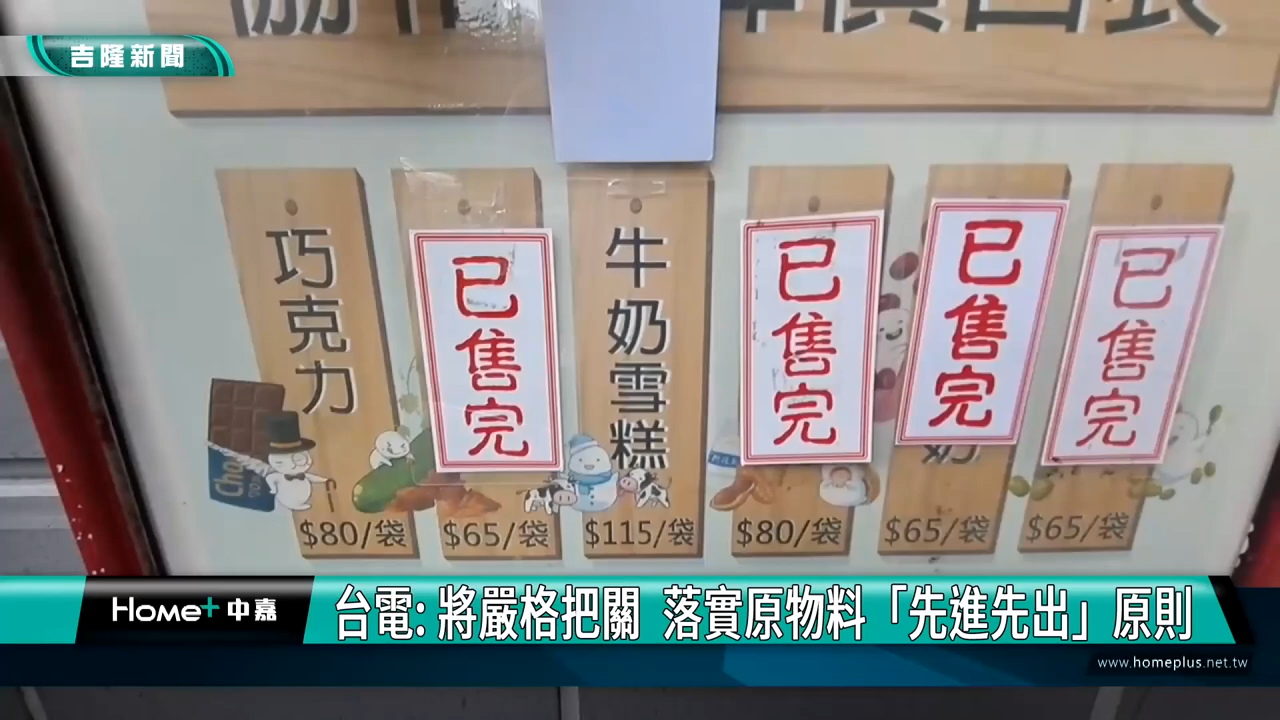 吉隆新聞
巧克力
已售完
牛奶雪糕
已售完
已售完
奶
已售完
$80/袋
$65/袋
$115/袋
$80/袋
$65/袋
$65/袋
Home+中嘉
台電: 將嚴格把關 落實原物料「先進先出」原則
www.homeplus.net.tw